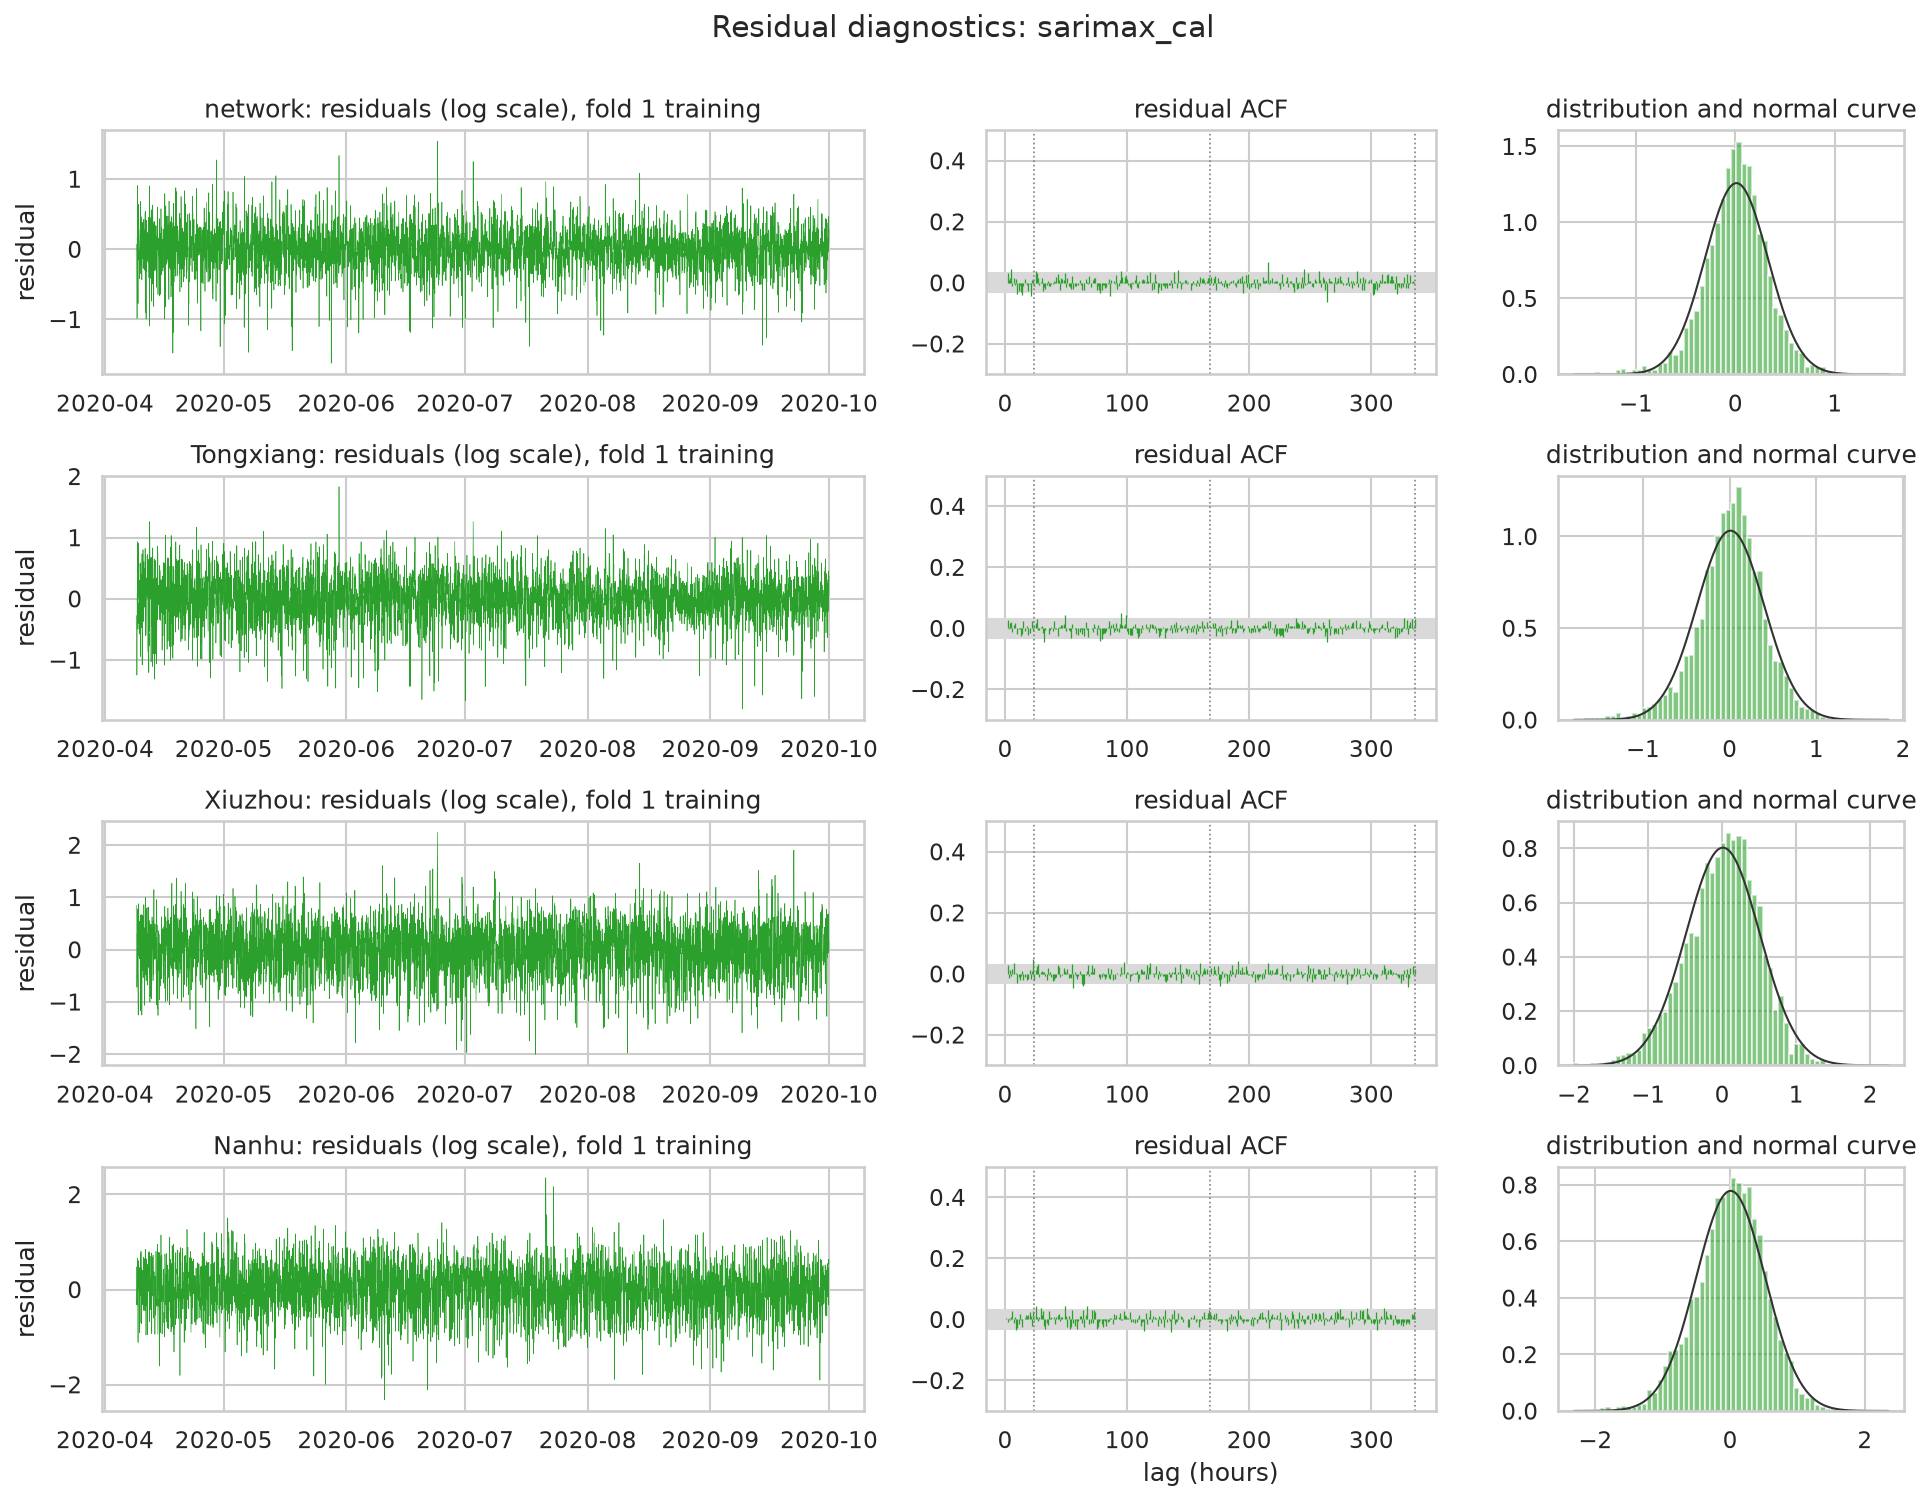 Residual diagnostics: sarimax_cal
network: residuals (log scale), fold 1 training
residual ACF
distribution and normal curve
residual
1
0
−1
2020-04 2020-05 2020-06 2020-07 2020-08 2020-09 2020-10
0.4
0.2
0.0
−0.2
0 100 200 300
1.5
1.0
0.5
0.0
−1 0 1
Tongxiang: residuals (log scale), fold 1 training
residual ACF
distribution and normal curve
residual
2
1
0
−1
2020-04 2020-05 2020-06 2020-07 2020-08 2020-09 2020-10
0.4
0.2
0.0
−0.2
0 100 200 300
1.0
0.5
0.0
−1 0 1 2
Xiuzhou: residuals (log scale), fold 1 training
residual ACF
distribution and normal curve
residual
2
1
0
−1
−2
2020-04 2020-05 2020-06 2020-07 2020-08 2020-09 2020-10
0.4
0.2
0.0
−0.2
0 100 200 300
0.8
0.6
0.4
0.2
0.0
−2 −1 0 1 2
Nanhu: residuals (log scale), fold 1 training
residual ACF
distribution and normal curve
residual
2
0
−2
2020-04 2020-05 2020-06 2020-07 2020-08 2020-09 2020-10
0.4
0.2
0.0
−0.2
0 100 200 300
lag (hours)
0.8
0.6
0.4
0.2
0.0
−2 0 2